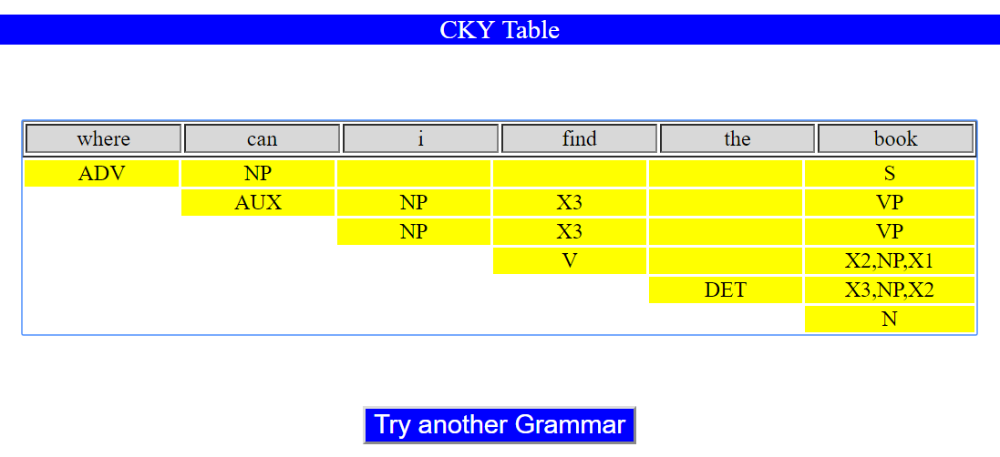 CKY Table
where can i find the book
ADV NP S
AUX NP X3 VP
NP X3 VP
V X2,NP,X1
DET X3,NP,X2
N
Try another Grammar